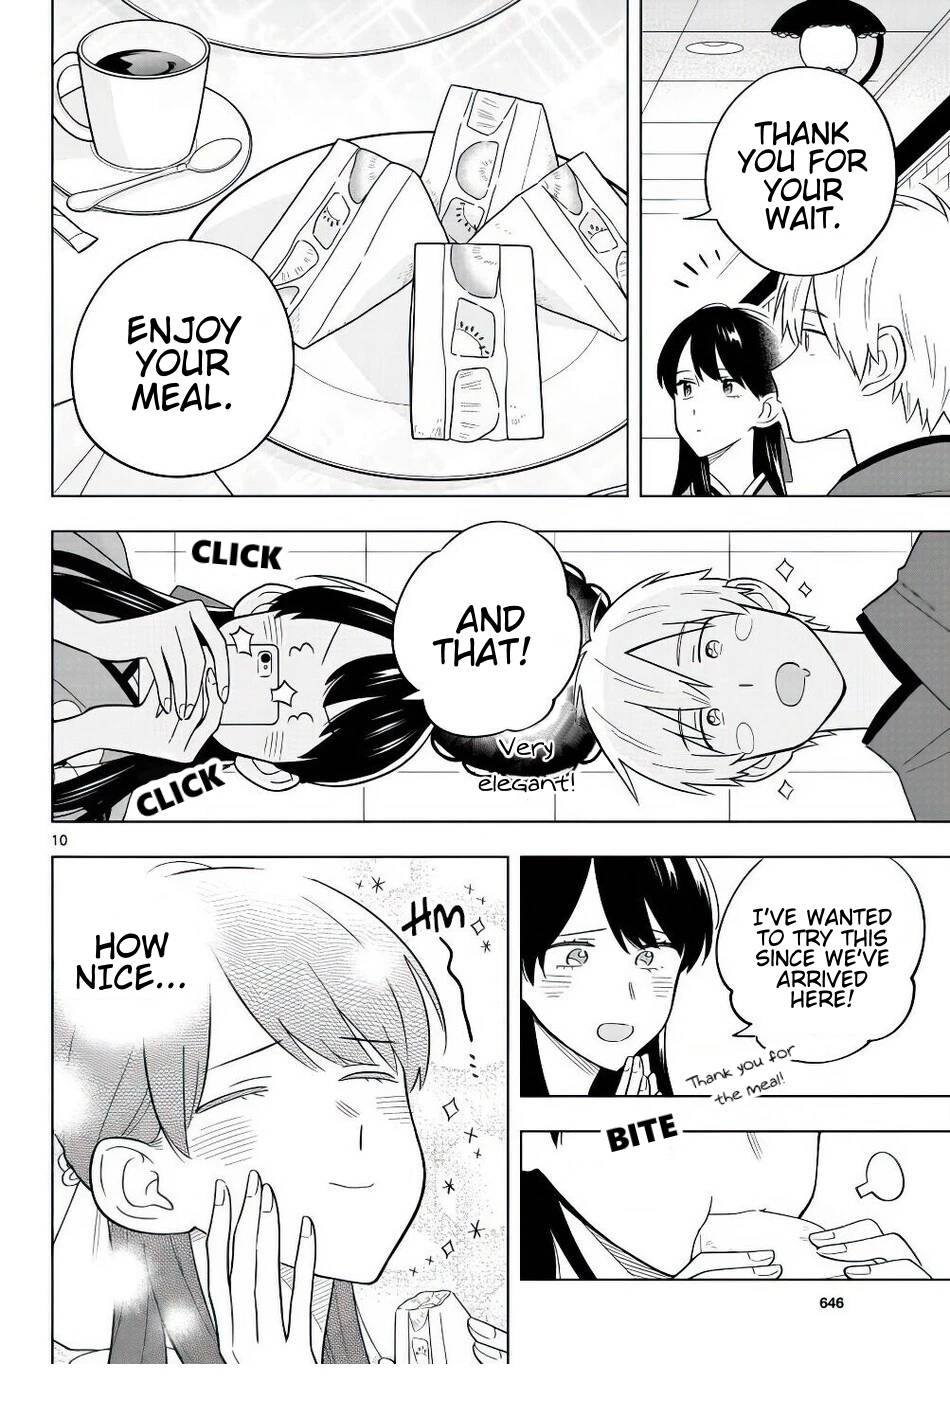 THANK
YOU FOR
YOUR
WAIT.
ENJOY
YOUR
MEAL.
AND
THAT!
Very
elegant!
CLICK
CLICK
10
I'VE WANTED
TO TRY THIS
SINCE WE'VE
ARRIVED
HERE!
Thank you for
the meal!
BITE
HM
HOW
NICE...
646